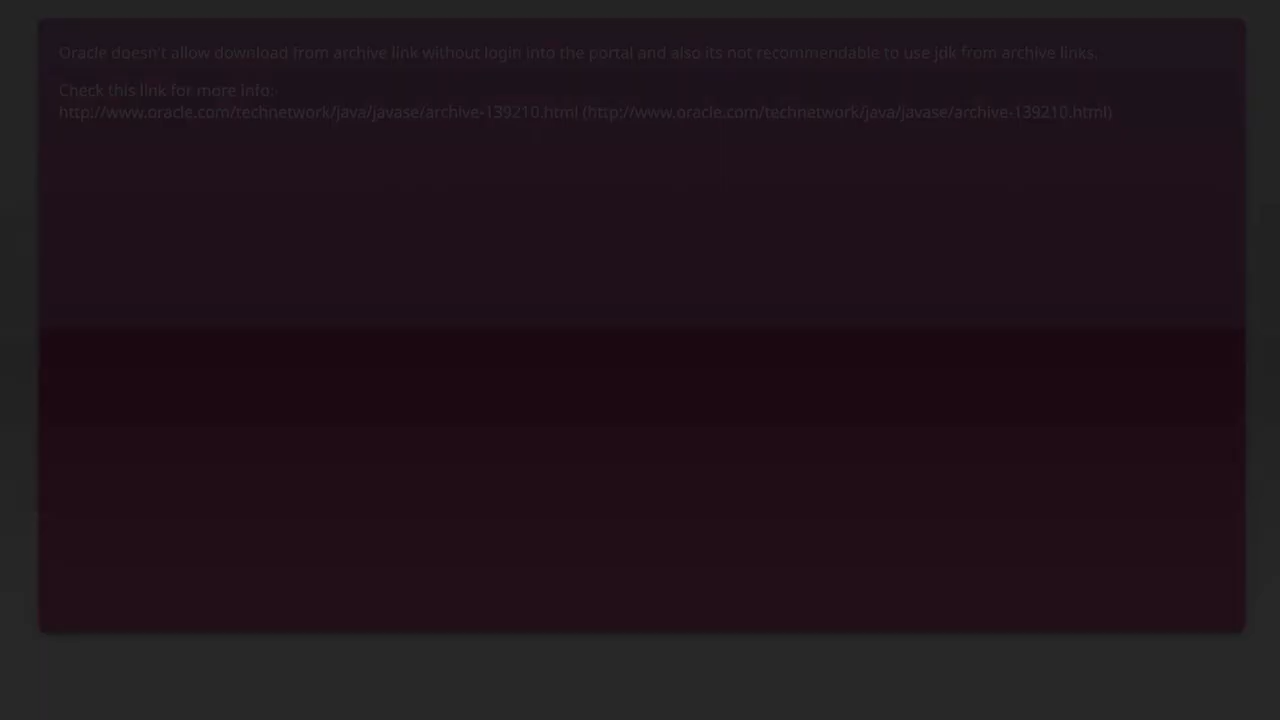 Oracle doesn't allow download from archive link without login into the portal and also its not recommendable to use jdk from archive links.
Check this link for more info:
http://www.oracle.com/technetwork/java/javase/archive-139210.html (http://www.oracle.com/technetwork/java/javase/archive-139210.html)